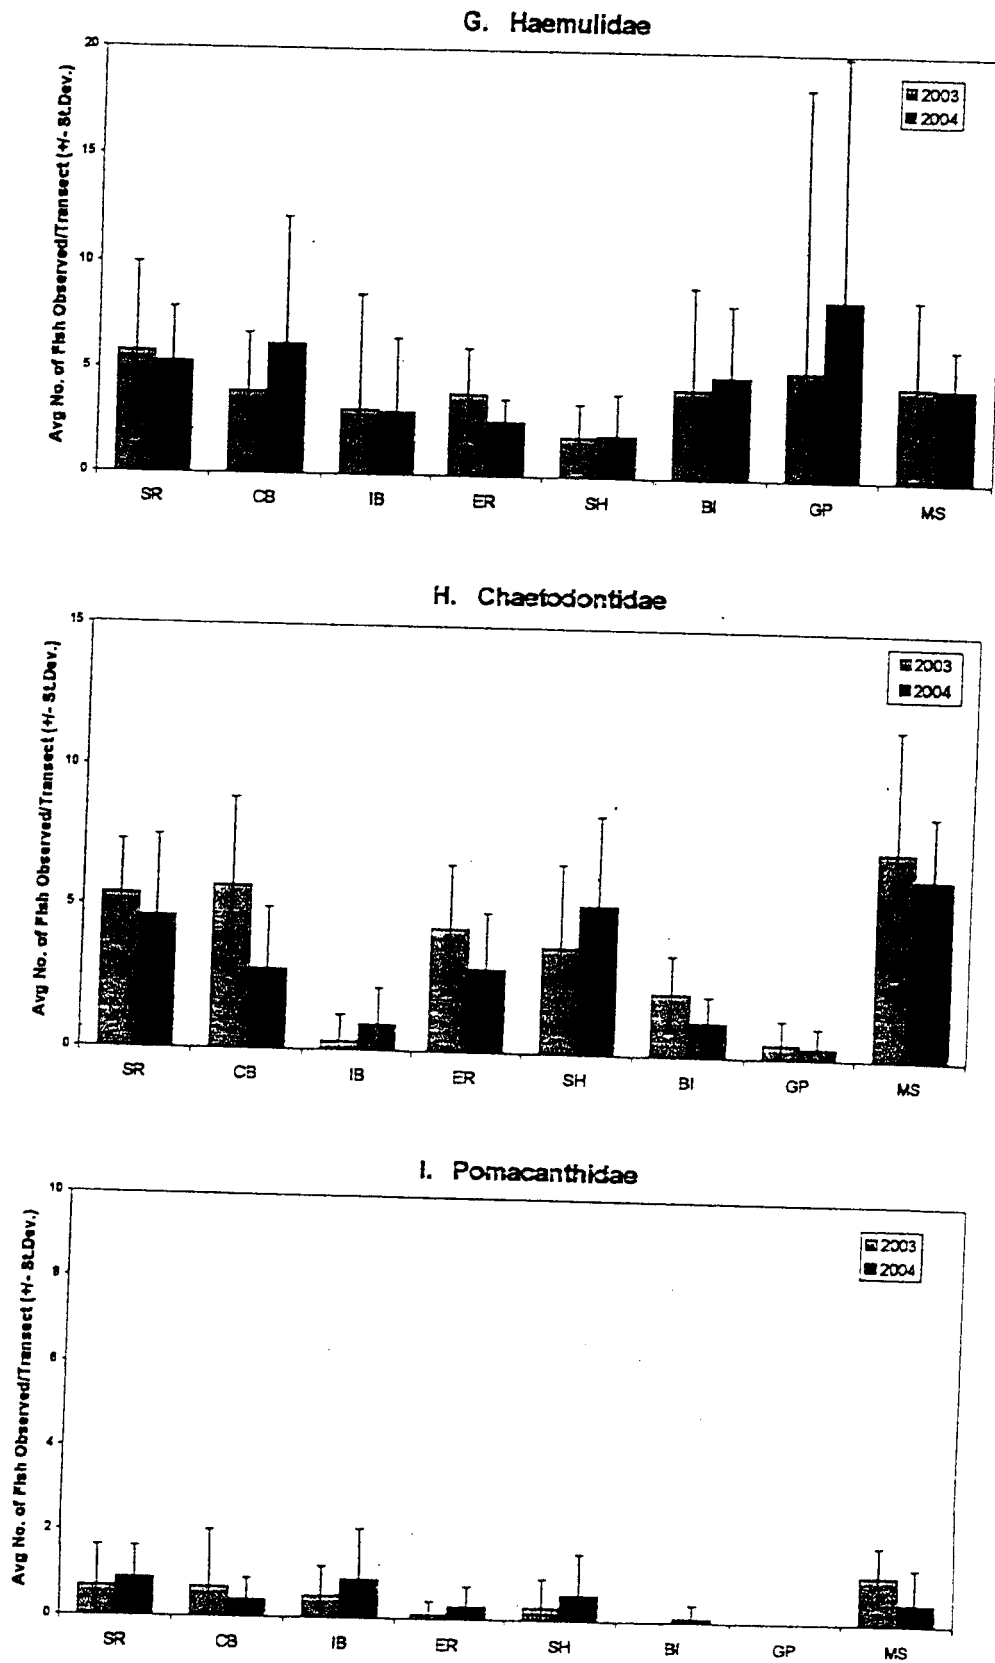 G. Haemulidae
Avg No. of Fish Observed/Transect (+/- St.Dev.)
20
15
10
5
0
2003
2004
SR CB IB ER SH BI GP MS
H. Chaetodontidae
Avg No. of Fish Observed/Transect (+/- St.Dev.)
15
10
5
0
2003
2004
SR CB IB ER SH BI GP MS
I. Pomacanthidae
Avg No. of Fish Observed/Transect (+/- St.Dev.)
10
8
6
4
2
0
2003
2004
SR CB IB ER SH BI GP MS